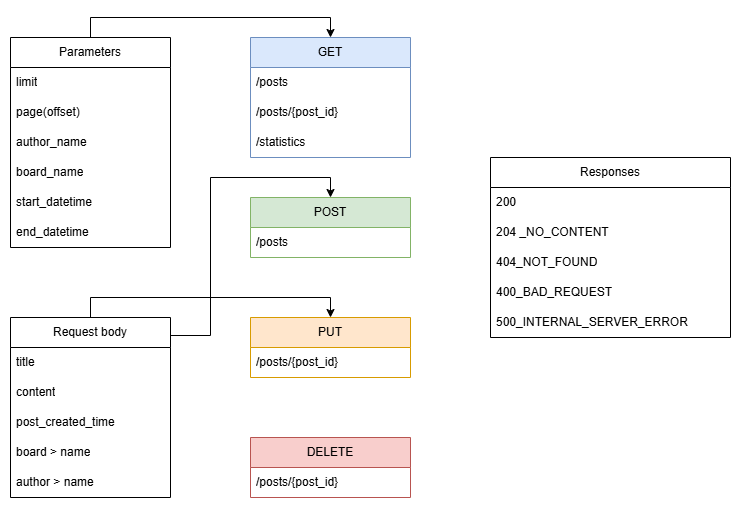 Parameters
limit
page(offset)
author_name
board_name
start_datetime
end_datetime
GET
/posts
/posts/{post_id}
/statistics
POST
/posts
Request body
title
content
post_created_time
board > name
author > name
PUT
/posts/{post_id}
DELETE
/posts/{post_id}
Responses
200
204 _NO_CONTENT
404_NOT_FOUND
400_BAD_REQUEST
500_INTERNAL_SERVER_ERROR